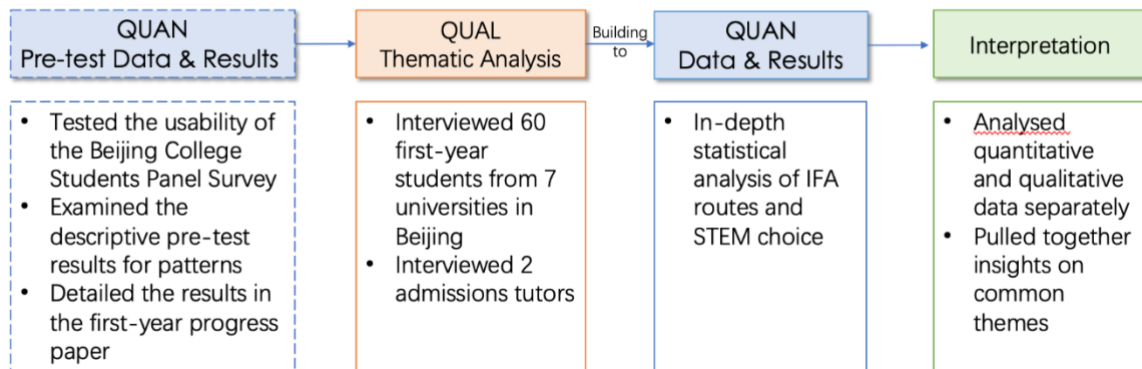 QUAN
Pre-test Data & Results
QUAL
Thematic Analysis
Building
to
QUAN
Data & Results
Interpretation
• Tested the usability of
the Beijing College
Students Panel Survey
• Examined the
descriptive pre-test
results for patterns
• Detailed the results in
the first-year progress
paper
• Interviewed 60
first-year
students from 7
universities in
Beijing
• Interviewed 2
admissions tutors
• In-depth
statistical
analysis of IFA
routes and
STEM choice
• Analysed
quantitative
and qualitative
data separately
• Pulled together
insights on
common
themes